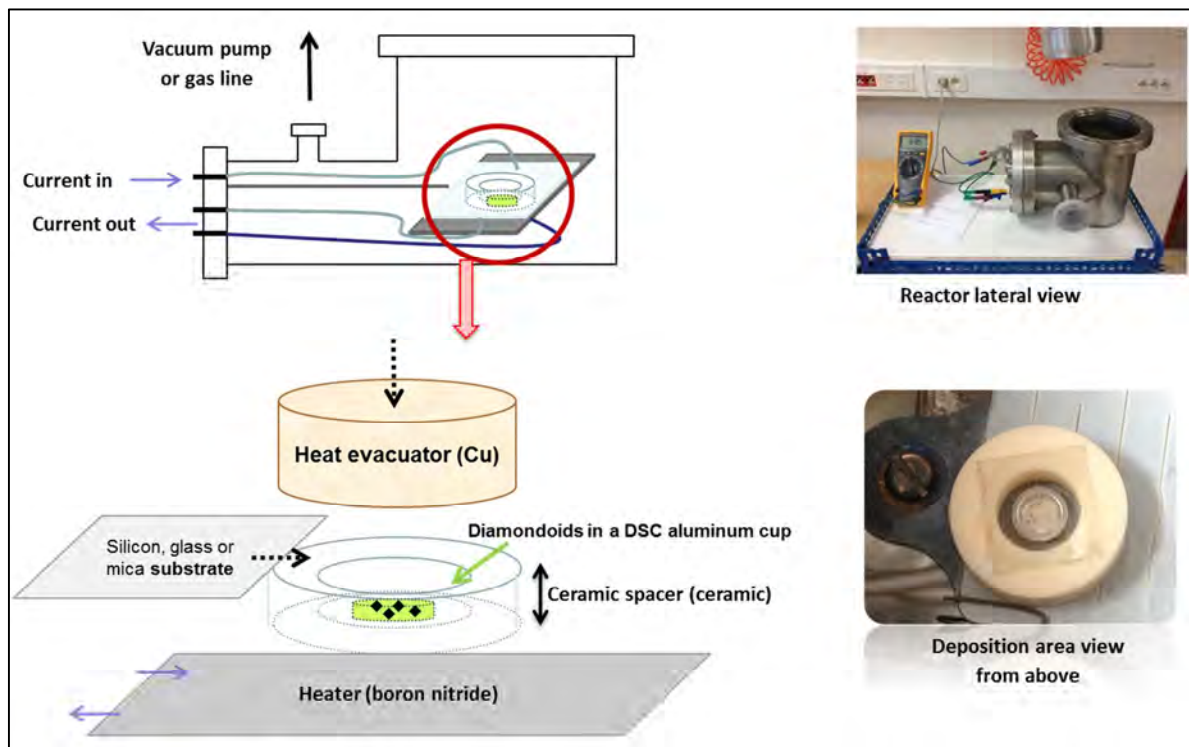 Vacuum pump
or gas line
Current in
Current out
Reactor lateral view
Heat evacuator (Cu)
Diamondoids in a DSC aluminum cup
Silicon, glass or
mica substrate
Ceramic spacer (ceramic)
Heater (boron nitride)
Deposition area view
from above